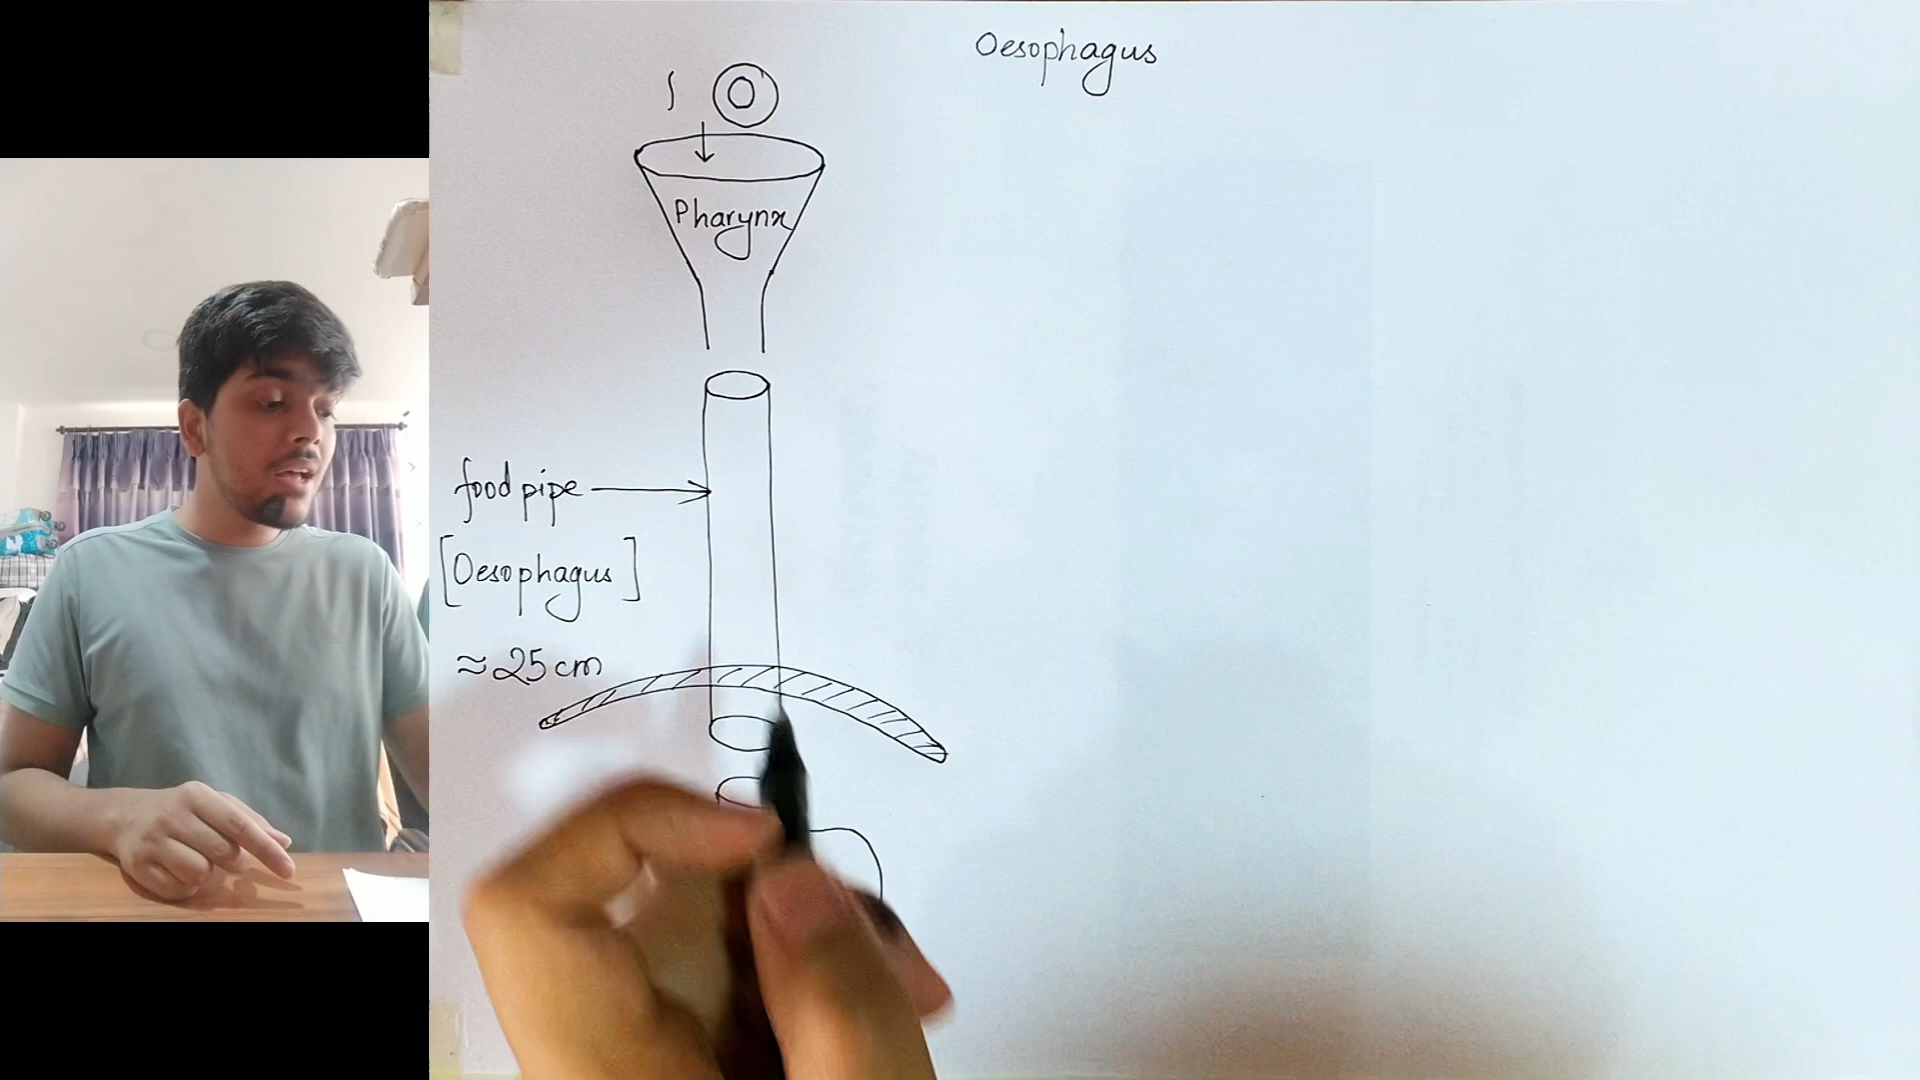 Oesophagus
Pharynx
food pipe
[Oesophagus]
≈ 25 cm